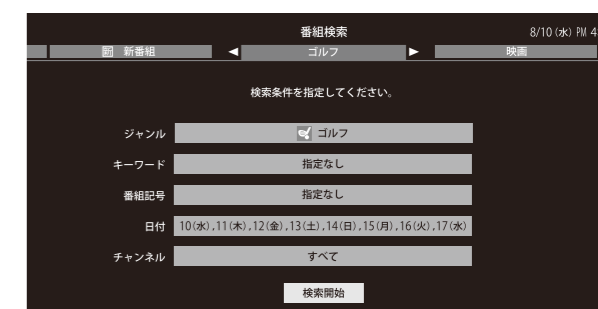 番組検索
8/10 (水) PM 4
新 新番組 ◀ ゴルフ ▶ 映画
検索条件を指定してください。
ジャンル ゴルフ
キーワード 指定なし
番組記号 指定なし
日付 10(水),11(木),12(金),13(土),14(日),15(月),16(火),17(水)
チャンネル すべて
検索開始